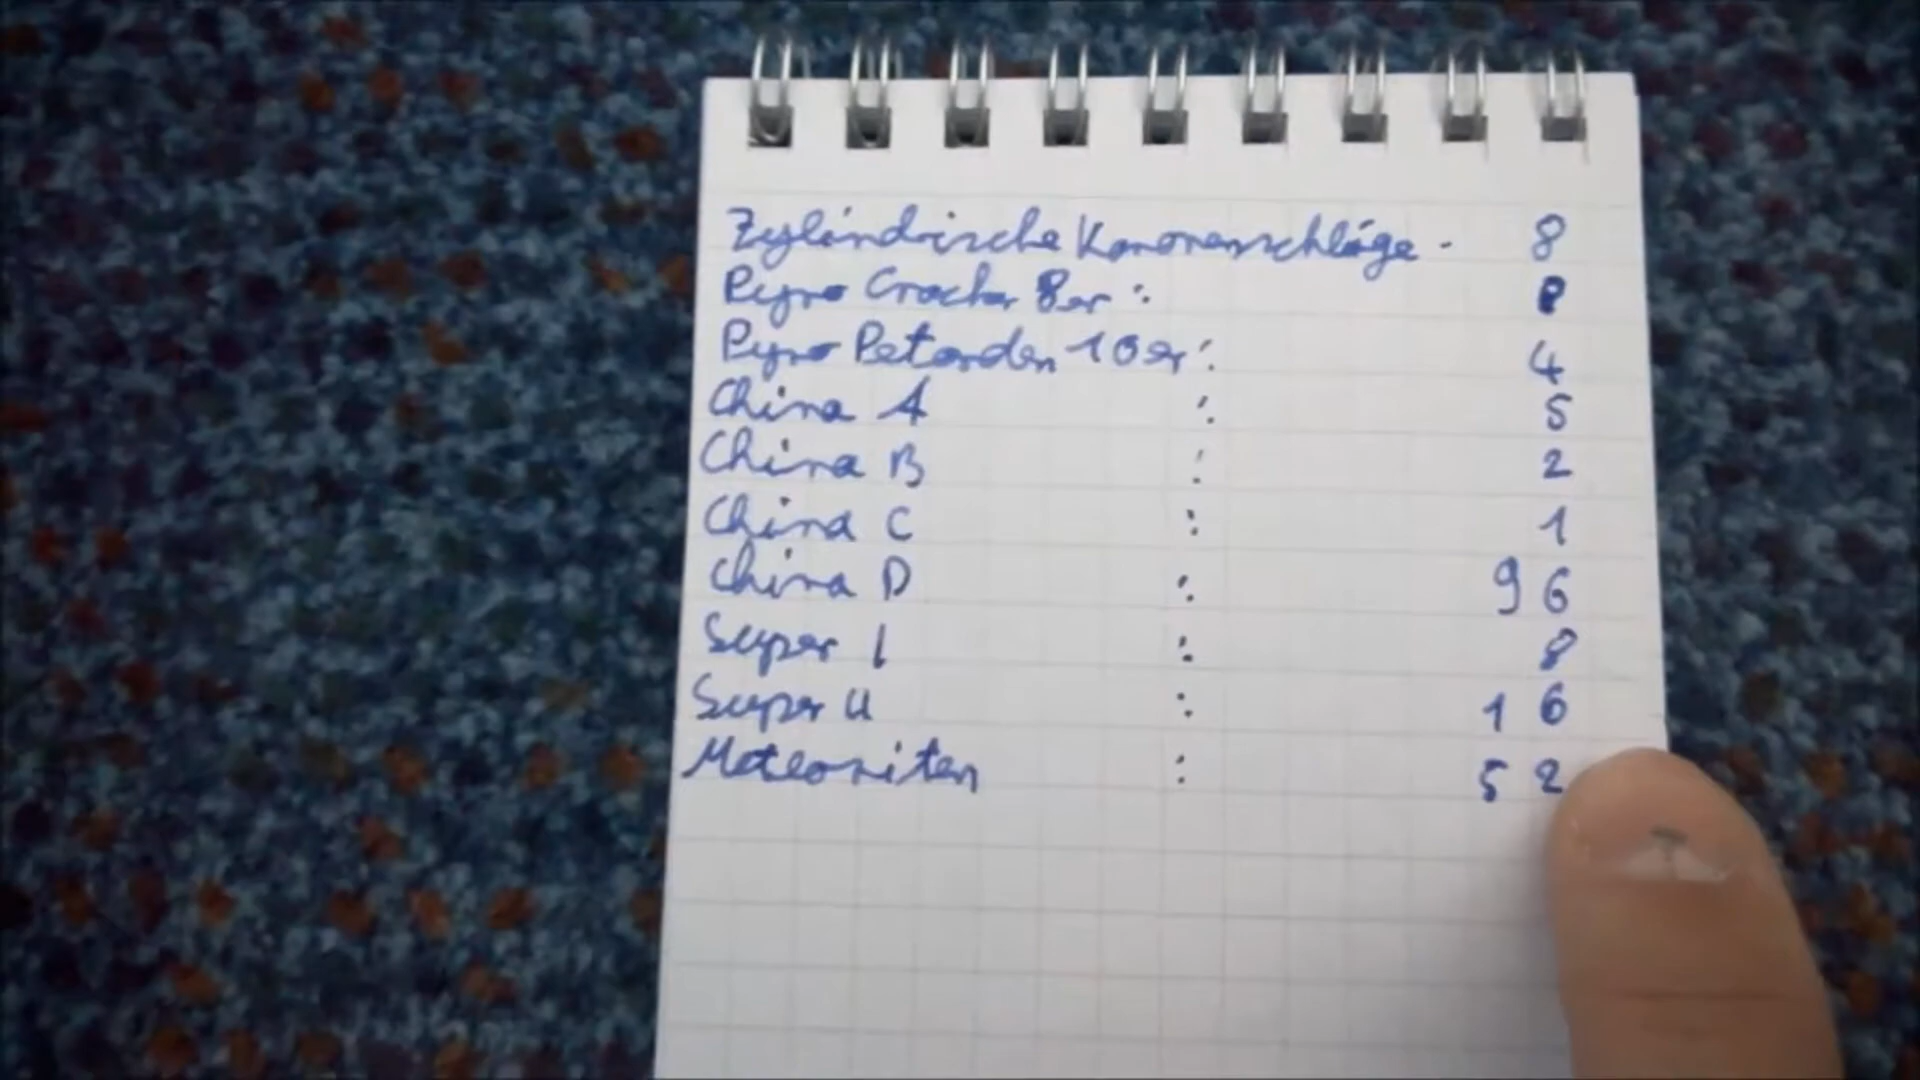 Zylindrische Kanonenschläge - 8
Pyro Cracker 8er : 8
Pyro Petarden 10er : 4
China A : 5
China B : 2
China C : 1
China D : 96
Super I : 8
Super II : 16
Meteoriten : 52